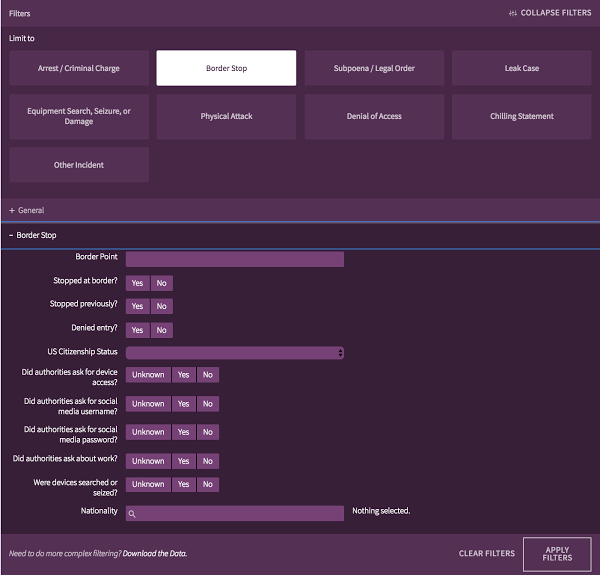 Filters
COLLAPSE FILTERS
Limit to
Arrest / Criminal Charge
Border Stop
Subpoena / Legal Order
Leak Case
Equipment Search, Seizure, or
Damage
Physical Attack
Denial of Access
Chilling Statement
Other Incident
+ General
– Border Stop
Border Point
Stopped at border? Yes No
Stopped previously? Yes No
Denied entry? Yes No
US Citizenship Status
Did authorities ask for device
access?
Unknown Yes No
Did authorities ask for social
media username?
Unknown Yes No
Did authorities ask for social
media password?
Unknown Yes No
Did authorities ask about work? Unknown Yes No
Were devices searched or
seized?
Unknown Yes No
Nationality
Nothing selected.
Need to do more complex filtering? Download the Data.
CLEAR FILTERS
APPLY
FILTERS